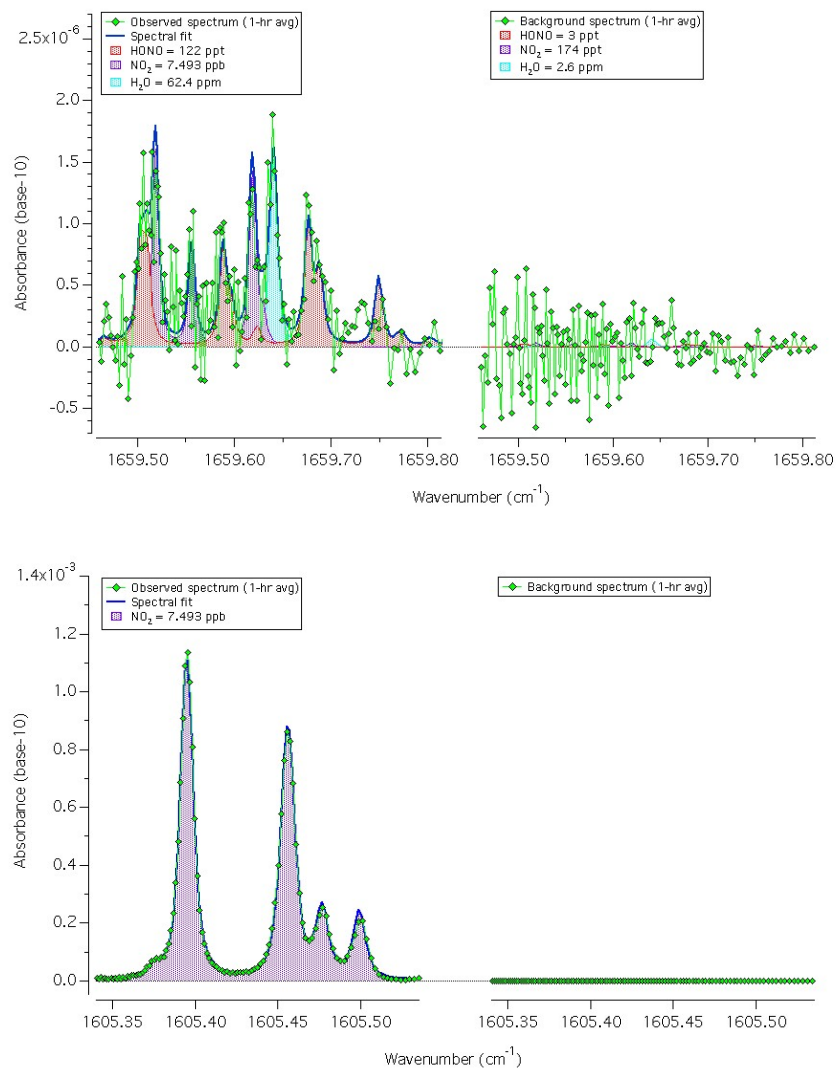 Observed spectrum (1-hr avg)
Spectral fit
HONO = 122 ppt
NO₂ = 7.493 ppb
H₂O = 62.4 ppm
Background spectrum (1-hr avg)
HONO = 3 ppt
NO₂ = 174 ppt
H₂O = 2.6 ppm
2.5x10⁻⁶
2.0
1.5
1.0
0.5
0.0
-0.5
Absorbance (base-10)
1659.50 1659.60 1659.70 1659.80
1659.50 1659.60 1659.70 1659.80
Wavenumber (cm⁻¹)
1.4x10⁻³
1.2
1.0
0.8
0.6
0.4
0.2
0.0
Absorbance (base-10)
Observed spectrum (1-hr avg)
Spectral fit
NO₂ = 7.493 ppb
Background spectrum (1-hr avg)
1605.35 1605.40 1605.45 1605.50
1605.35 1605.40 1605.45 1605.50
Wavenumber (cm⁻¹)